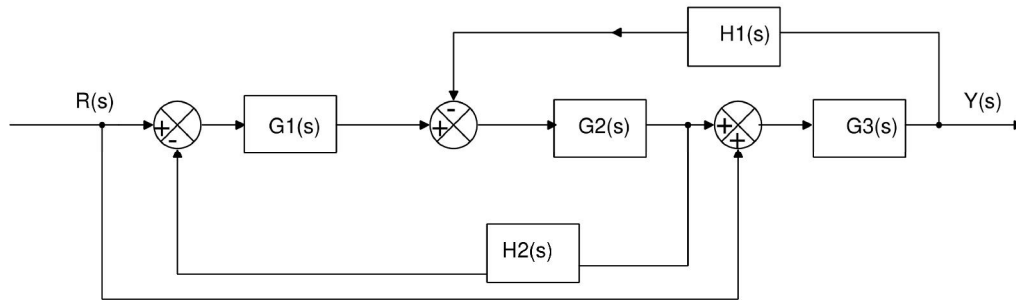 H1(s)
R(s)
Y(s)
-
+
G1(s)
+
G2(s)
+
G3(s)
-
+
H2(s)